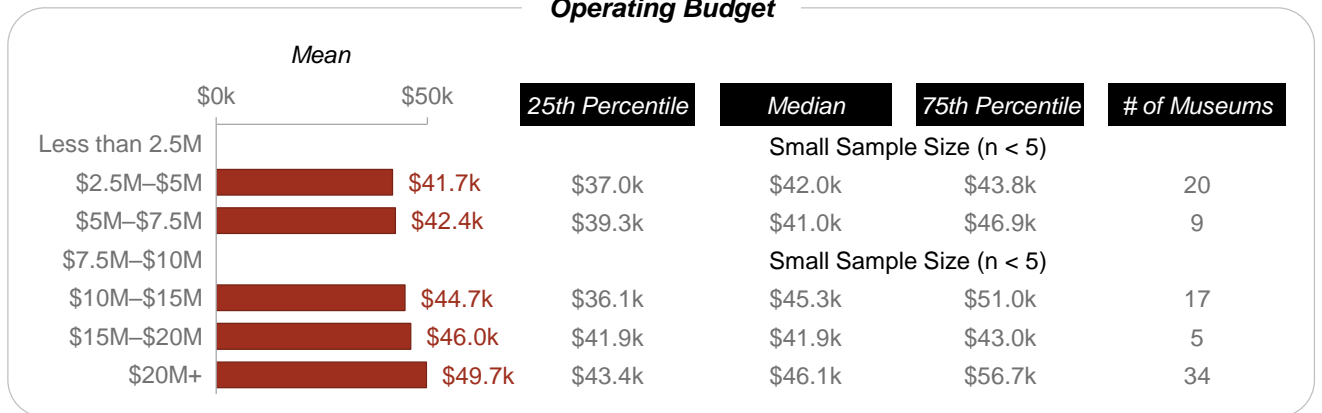 Operating Budget
Mean
$0k $50k 25th Percentile Median 75th Percentile # of Museums
Less than 2.5M Small Sample Size (n < 5)
$2.5M–$5M $41.7k $37.0k $42.0k $43.8k 20
$5M–$7.5M $42.4k $39.3k $41.0k $46.9k 9
$7.5M–$10M Small Sample Size (n < 5)
$10M–$15M $44.7k $36.1k $45.3k $51.0k 17
$15M–$20M $46.0k $41.9k $41.9k $43.0k 5
$20M+ $49.7k $43.4k $46.1k $56.7k 34